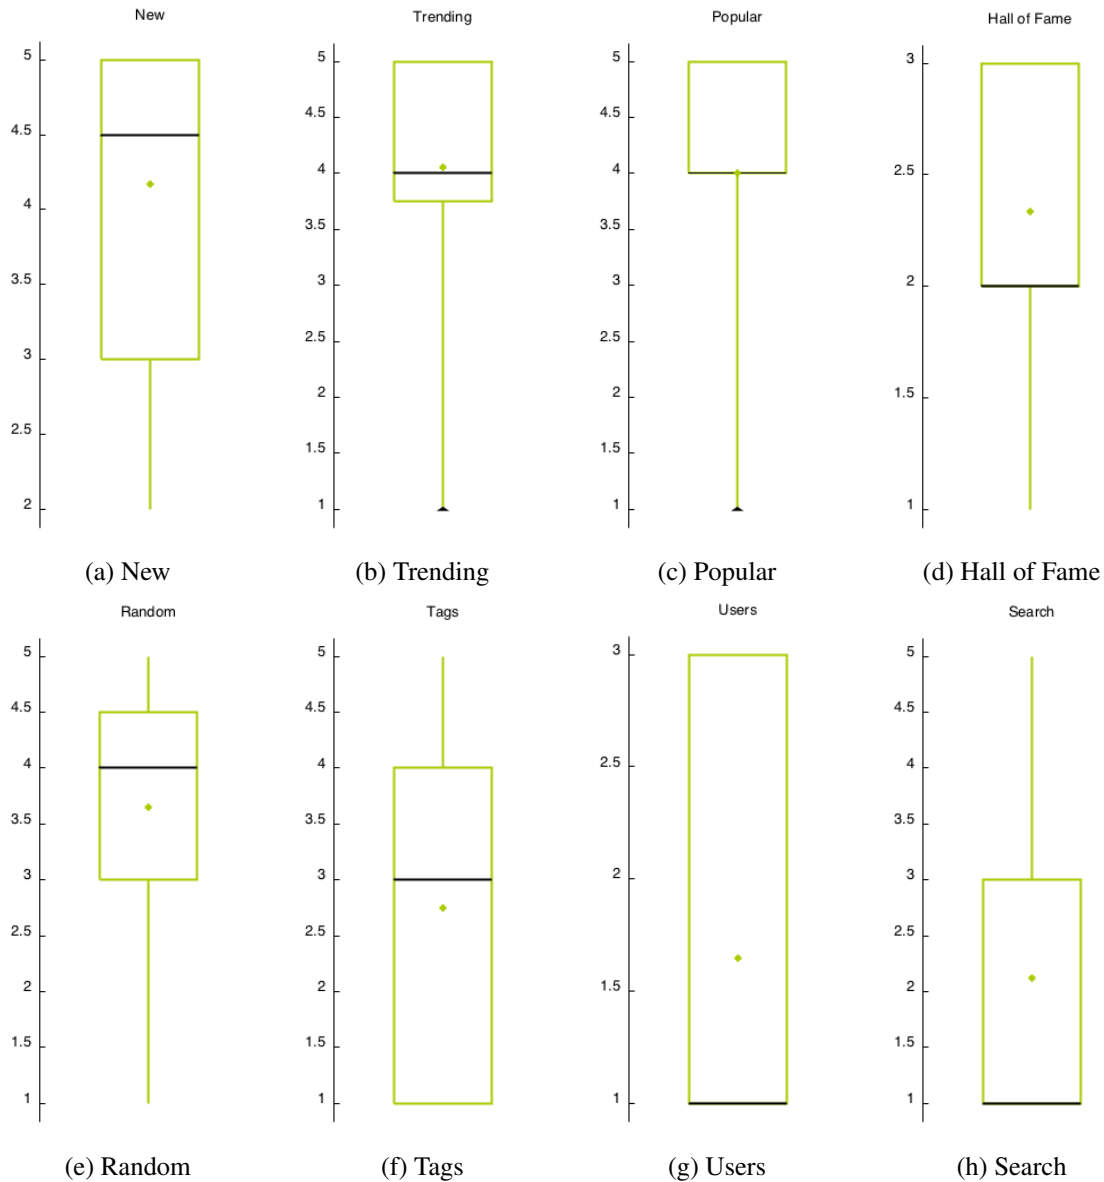 New Trending Popular Hall of Fame
5 5 5 3
4.5 4.5 4.5
4 4 4 2.5
3.5 3.5 3.5
3 3 3 2
2.5 2.5 2.5
2 2 2 1.5
1.5 1.5
1 1 1
(a) New (b) Trending (c) Popular (d) Hall of Fame
Random Tags Users Search
5 5 3 5
4.5 4.5 4.5
4 4 2.5 4
3.5 3.5 3.5
3 3 2 3
2.5 2.5 2.5
2 2 1.5 2
1.5 1.5 1.5
1 1 1 1
(e) Random (f) Tags (g) Users (h) Search